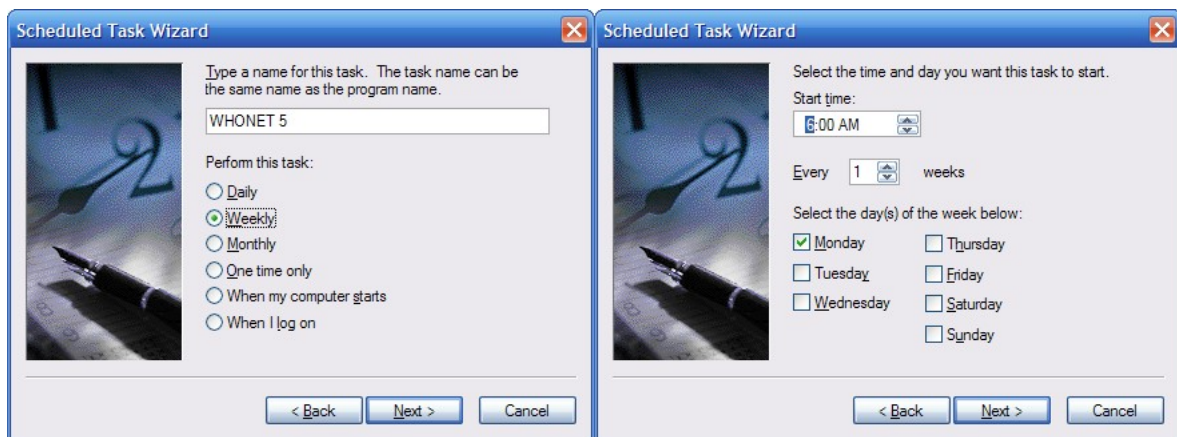 Scheduled Task Wizard
Type a name for this task. The task name can be
the same name as the program name.
WHONET 5
Perform this task:
Daily
Weekly
Monthly
One time only
When my computer starts
When I log on
< Back
Next >
Cancel
Scheduled Task Wizard
Select the time and day you want this task to start.
Start time:
6:00 AM
Every 1 weeks
Select the day(s) of the week below:
Monday
Thursday
Tuesday
Friday
Wednesday
Saturday
Sunday
< Back
Next >
Cancel